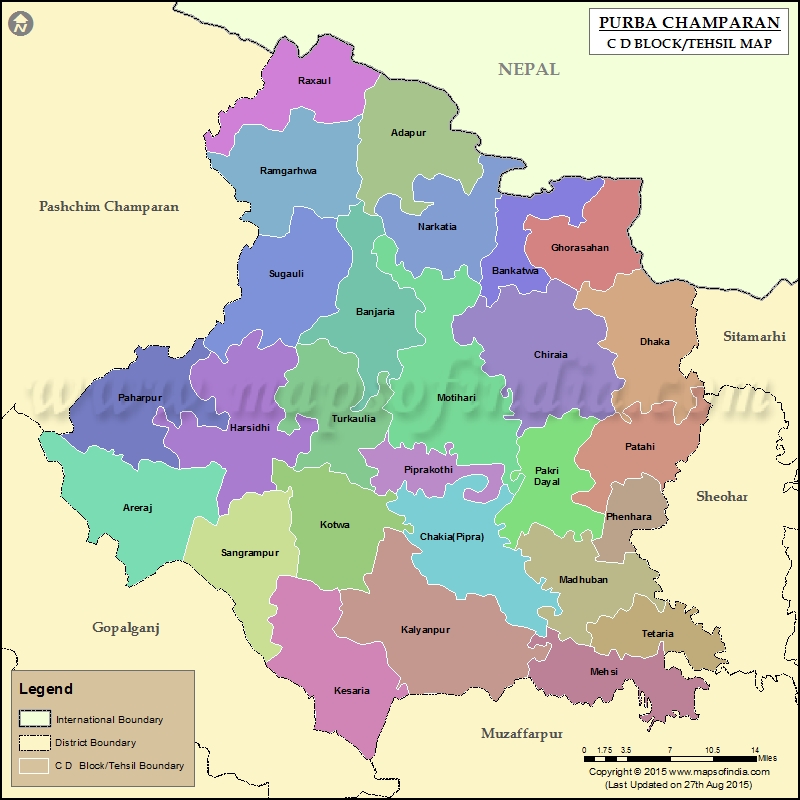 PURBA CHAMPARAN
C D BLOCK/TEHSIL MAP
N
NEPAL
Raxaul
Adapur
Ramgarhwa
Pashchim Champaran
Narkatia
Ghorasahan
Bankatwa
Sugauli
Banjaria
Sitamarhi
Dhaka
Chiraia
www.mapsofindia.com
Paharpur
Motihari
Turkaulia
Harsidhi
Patahi
Piprakothi
Pakri
Dayal
Sheohar
Areraj
Phenhara
Kotwa
Chakia(Pipra)
Sangrampur
Madhuban
Gopalganj
Kalyanpur
Tetaria
Mehsi
Kesaria
Muzaffarpur
Legend
International Boundary
District Boundary
C D Block/Tehsil Boundary
0 1.75 3.5 7 10.5 14
Miles
Copyright © 2015 www.mapsofindia.com
(Last Updated on 27th Aug 2015)